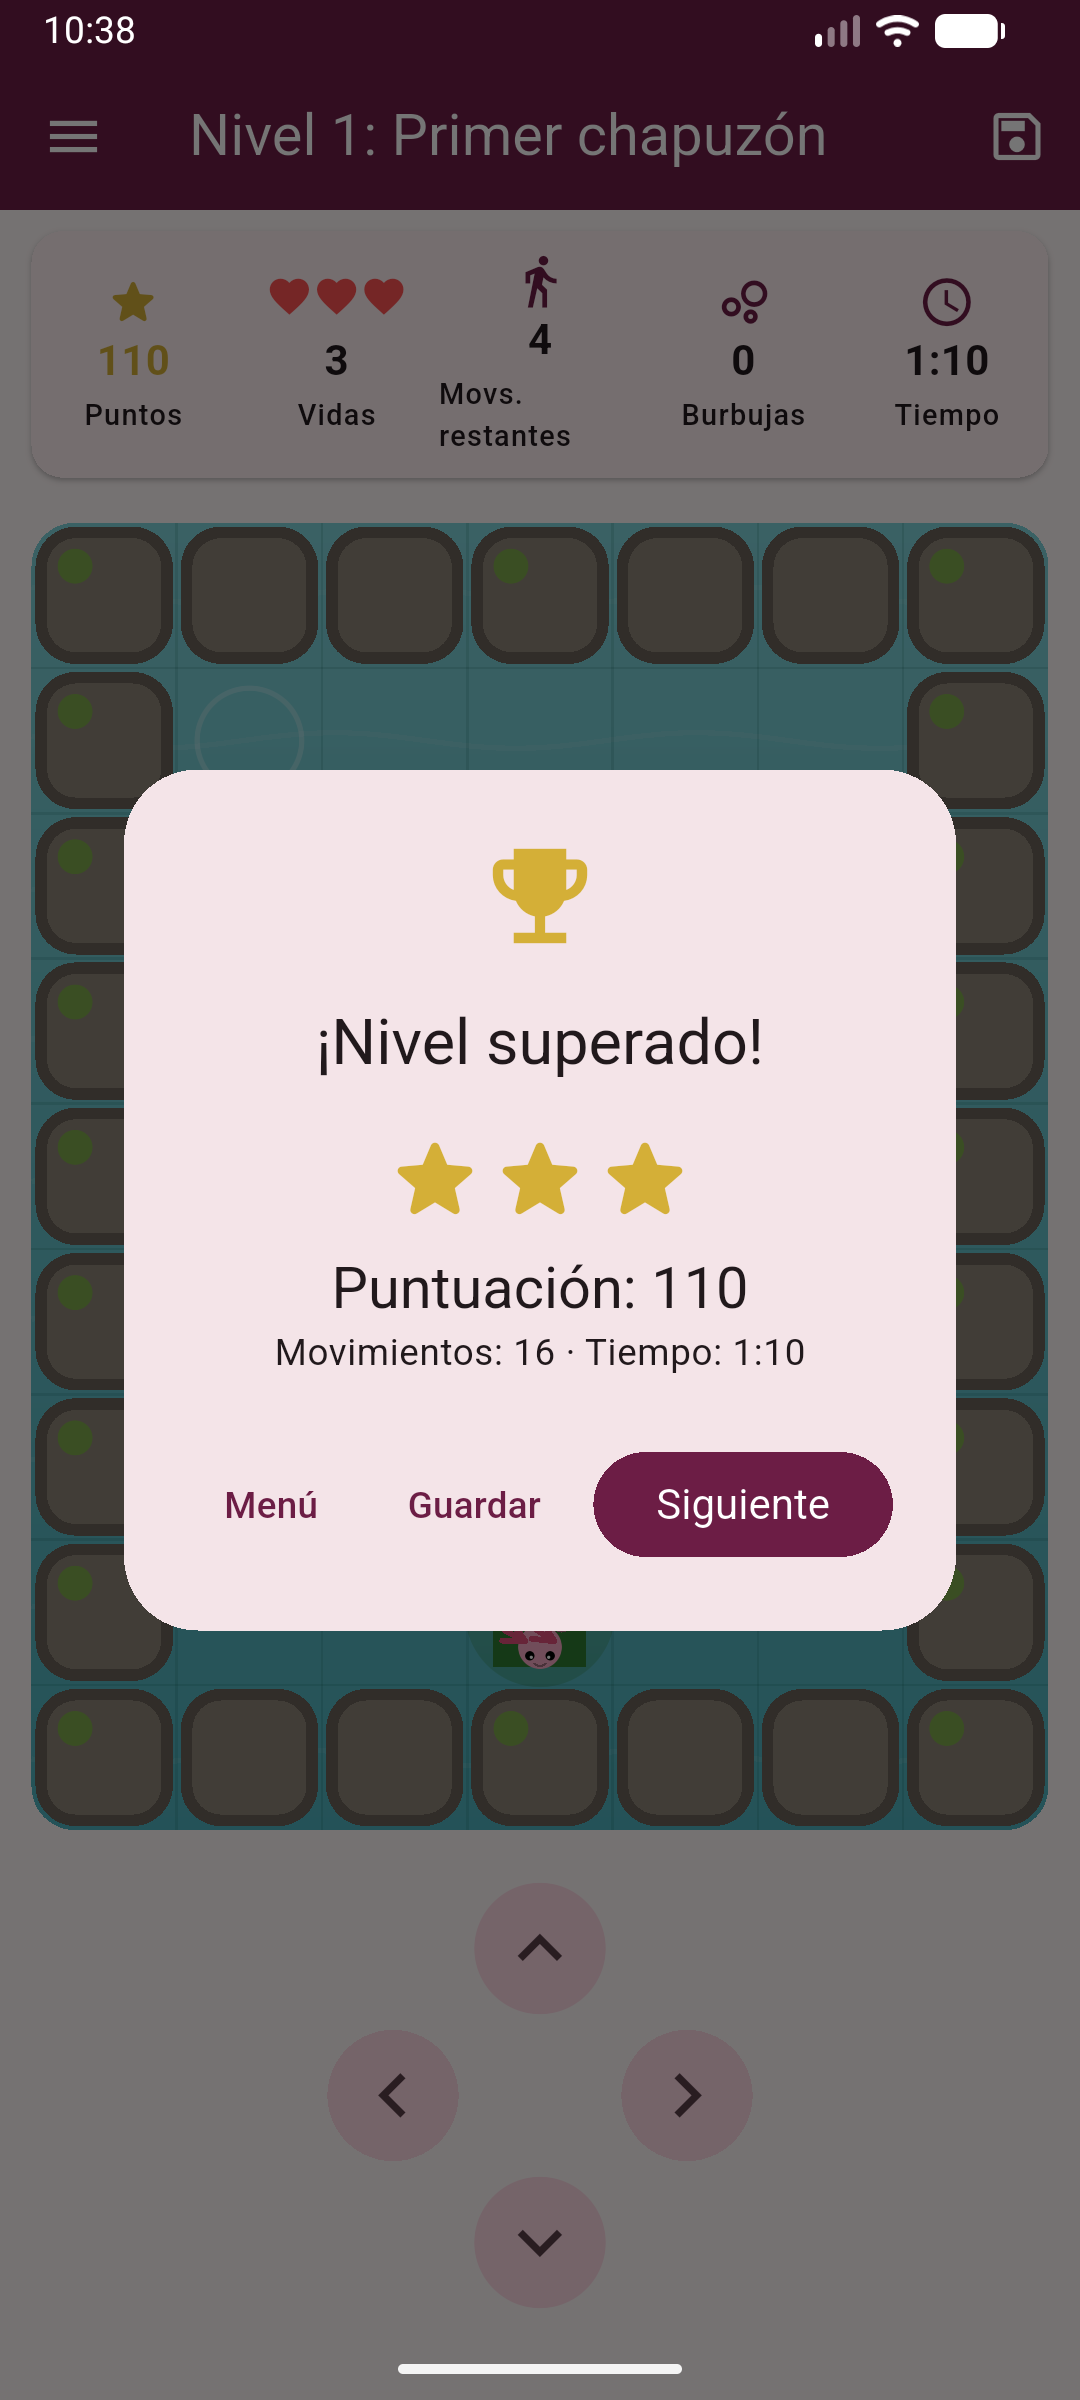 10:38
Nivel 1: Primer chapuzón
110
Puntos
3
Vidas
4
Movs.
restantes
0
Burbujas
1:10
Tiempo
¡Nivel superado!
Puntuación: 110
Movimientos: 16 · Tiempo: 1:10
Menú
Guardar
Siguiente